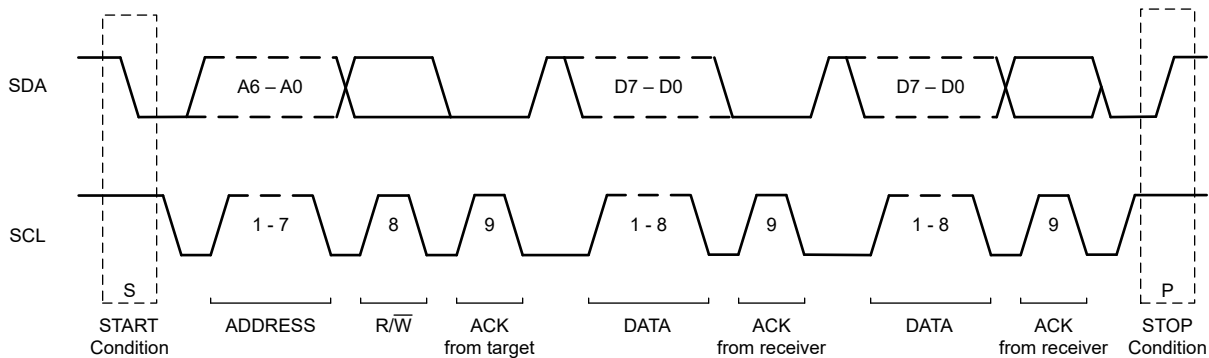 SDA
A6 – A0
D7 – D0
D7 – D0
SCL
1 - 7
8
9
1 - 8
9
1 - 8
9
S
P
START
Condition
ADDRESS
R/W̅
ACK
from target
DATA
ACK
from receiver
DATA
ACK
from receiver
STOP
Condition